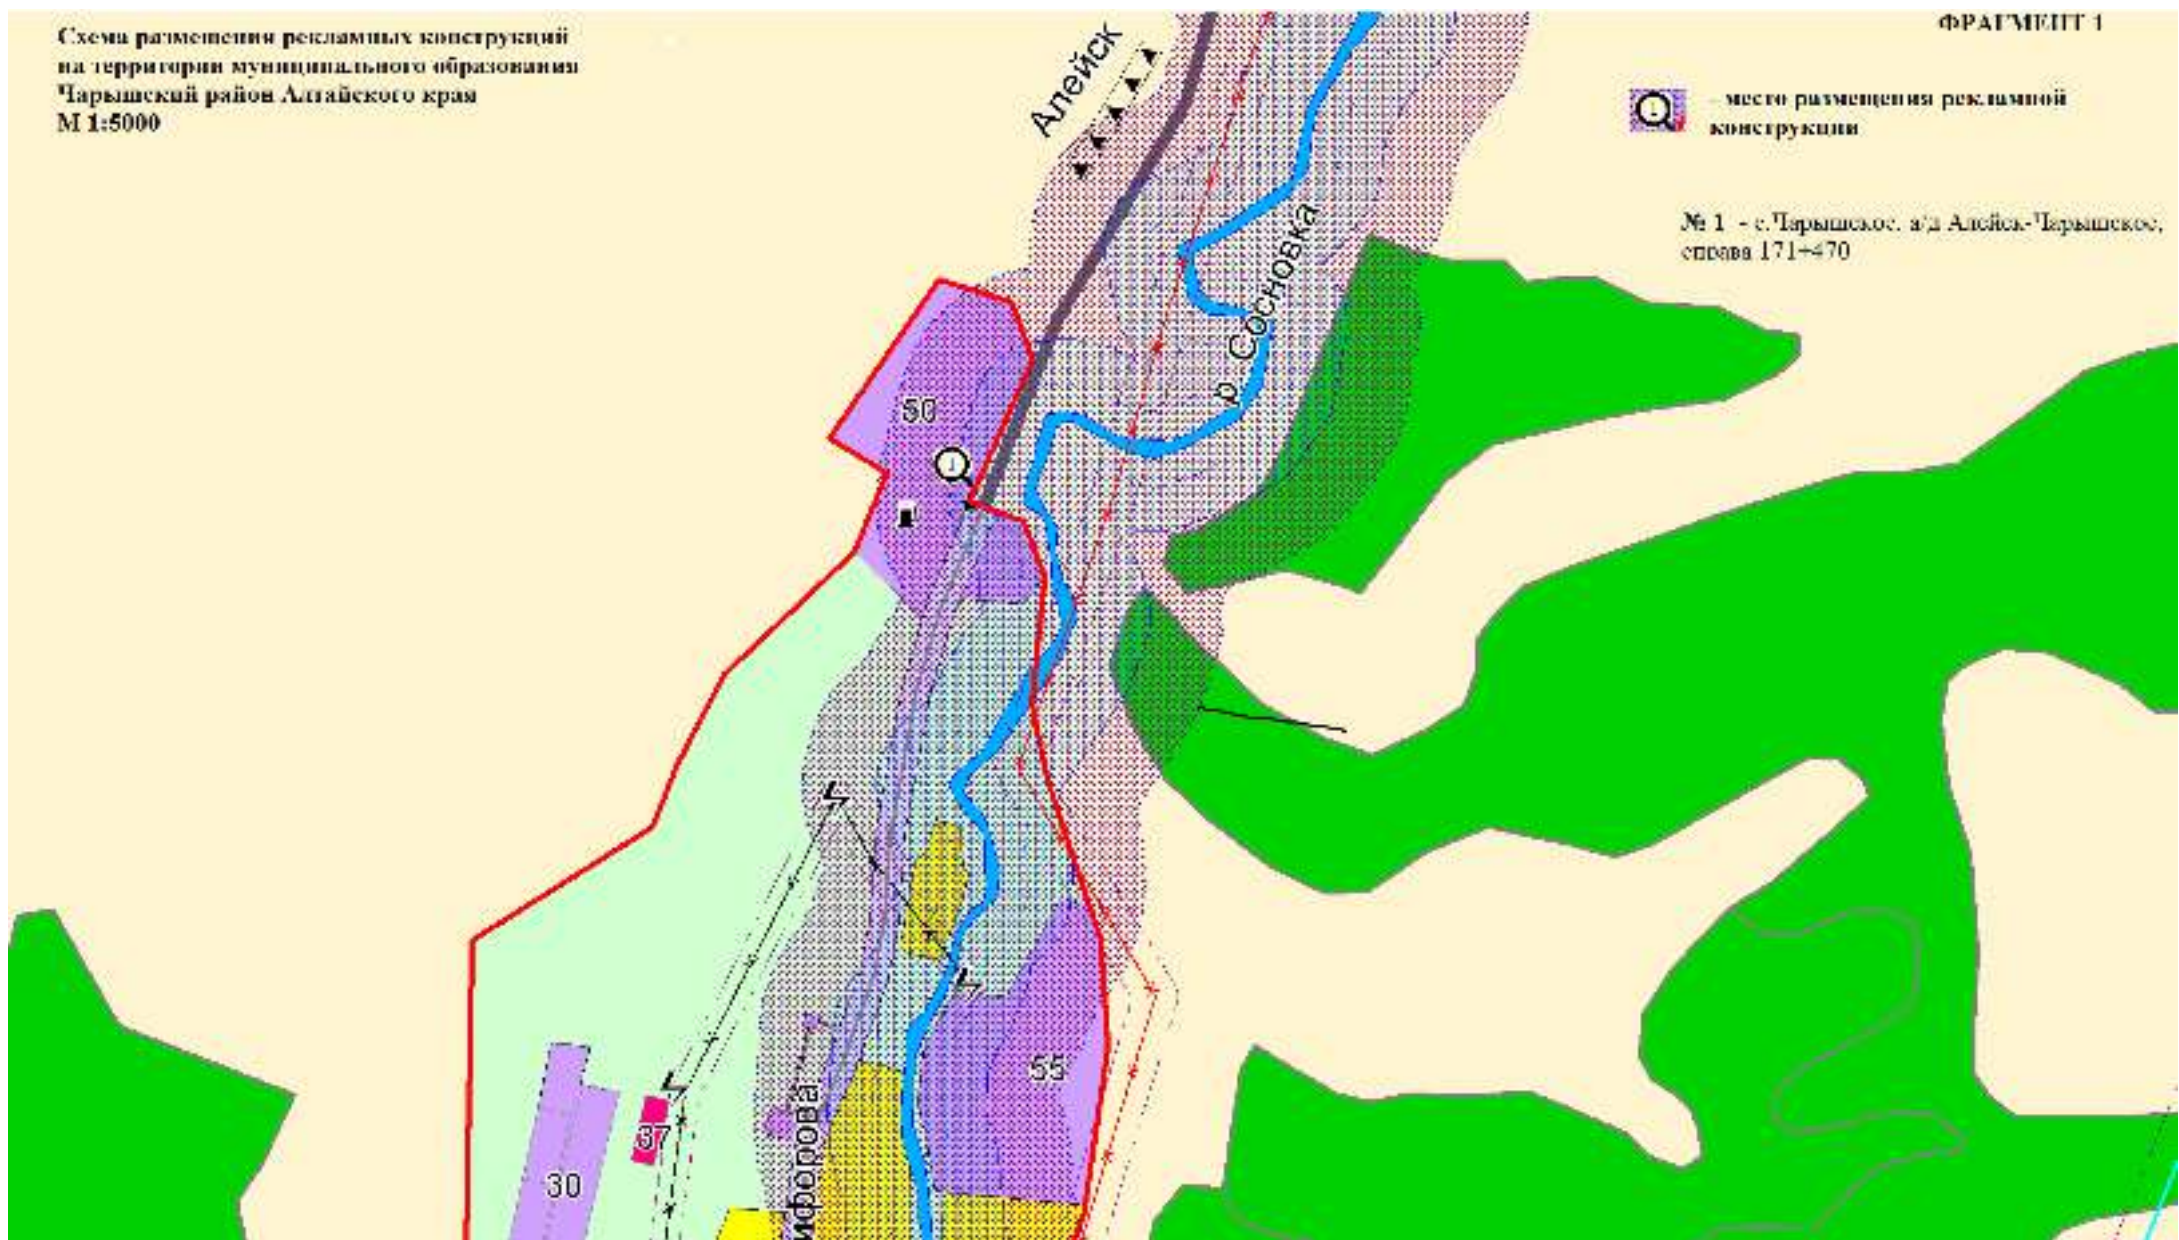 Схема размещения рекламных конструкций
на территории муниципального образования
Чарышский район Алтайского края
М 1:5000
ФРАГМЕНТ 1
1
- место размещения рекламной
конструкции
№ 1 - с.Чарышское, а/д Алейск-Чарышское,
справа 171+470
Алейск
р. Сосновка
50
1
55
37
30
ифорова